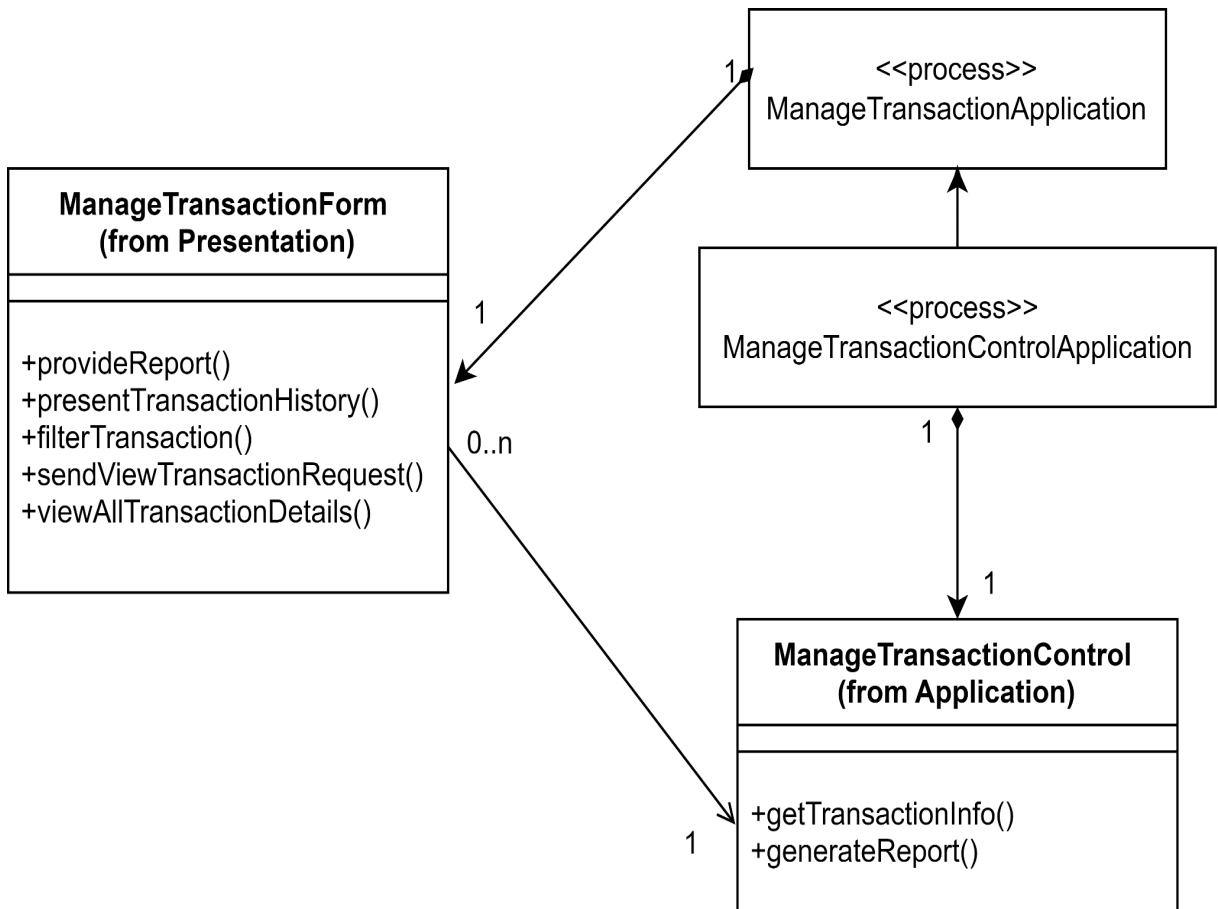 1
<<process>>
ManageTransactionApplication
ManageTransactionForm
(from Presentation)
+provideReport()
+presentTransactionHistory()
+filterTransaction()
+sendViewTransactionRequest()
+viewAllTransactionDetails()
1
0..n
<<process>>
ManageTransactionControlApplication
1
1
ManageTransactionControl
(from Application)
+getTransactionInfo()
+generateReport()
1